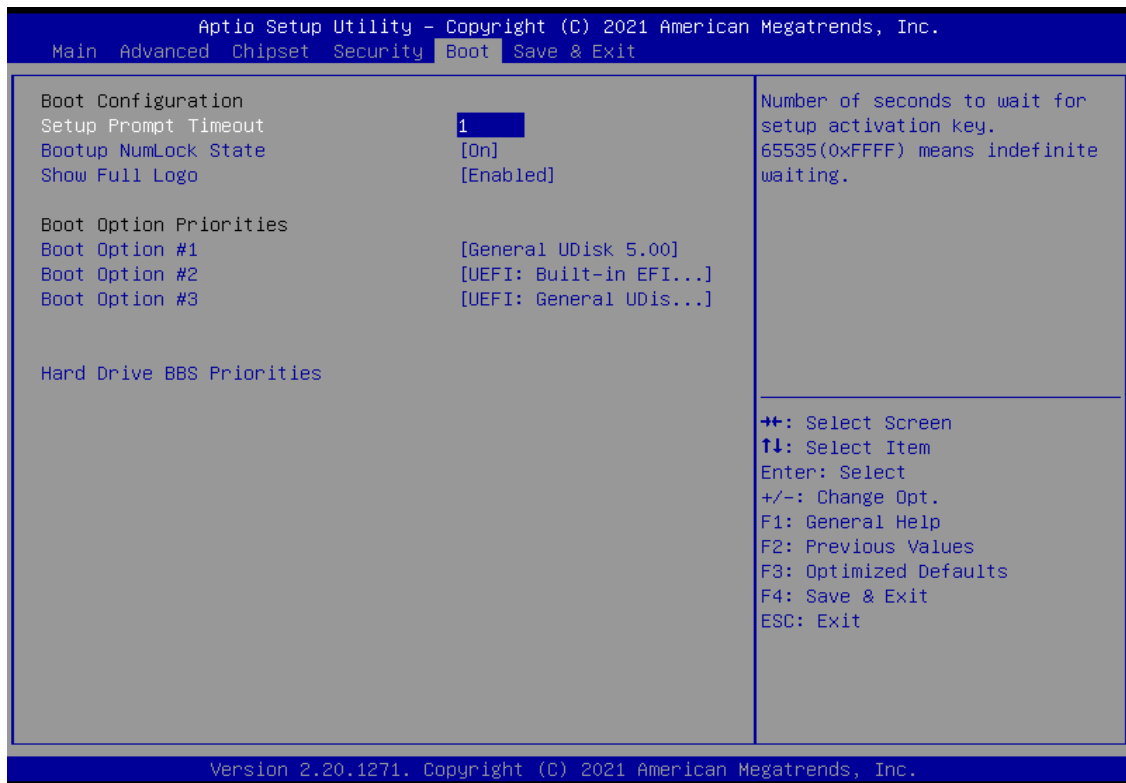 Aptio Setup Utility – Copyright (C) 2021 American Megatrends, Inc.
Main Advanced Chipset Security Boot Save & Exit
Boot Configuration
Setup Prompt Timeout 1
Bootup NumLock State [On]
Show Full Logo [Enabled]
Boot Option Priorities
Boot Option #1 [General UDisk 5.00]
Boot Option #2 [UEFI: Built-in EFI...]
Boot Option #3 [UEFI: General UDis...]
Hard Drive BBS Priorities
Number of seconds to wait for
setup activation key.
65535(0xFFFF) means indefinite
waiting.
→←: Select Screen
↑↓: Select Item
Enter: Select
+/-: Change Opt.
F1: General Help
F2: Previous Values
F3: Optimized Defaults
F4: Save & Exit
ESC: Exit
Version 2.20.1271. Copyright (C) 2021 American Megatrends, Inc.